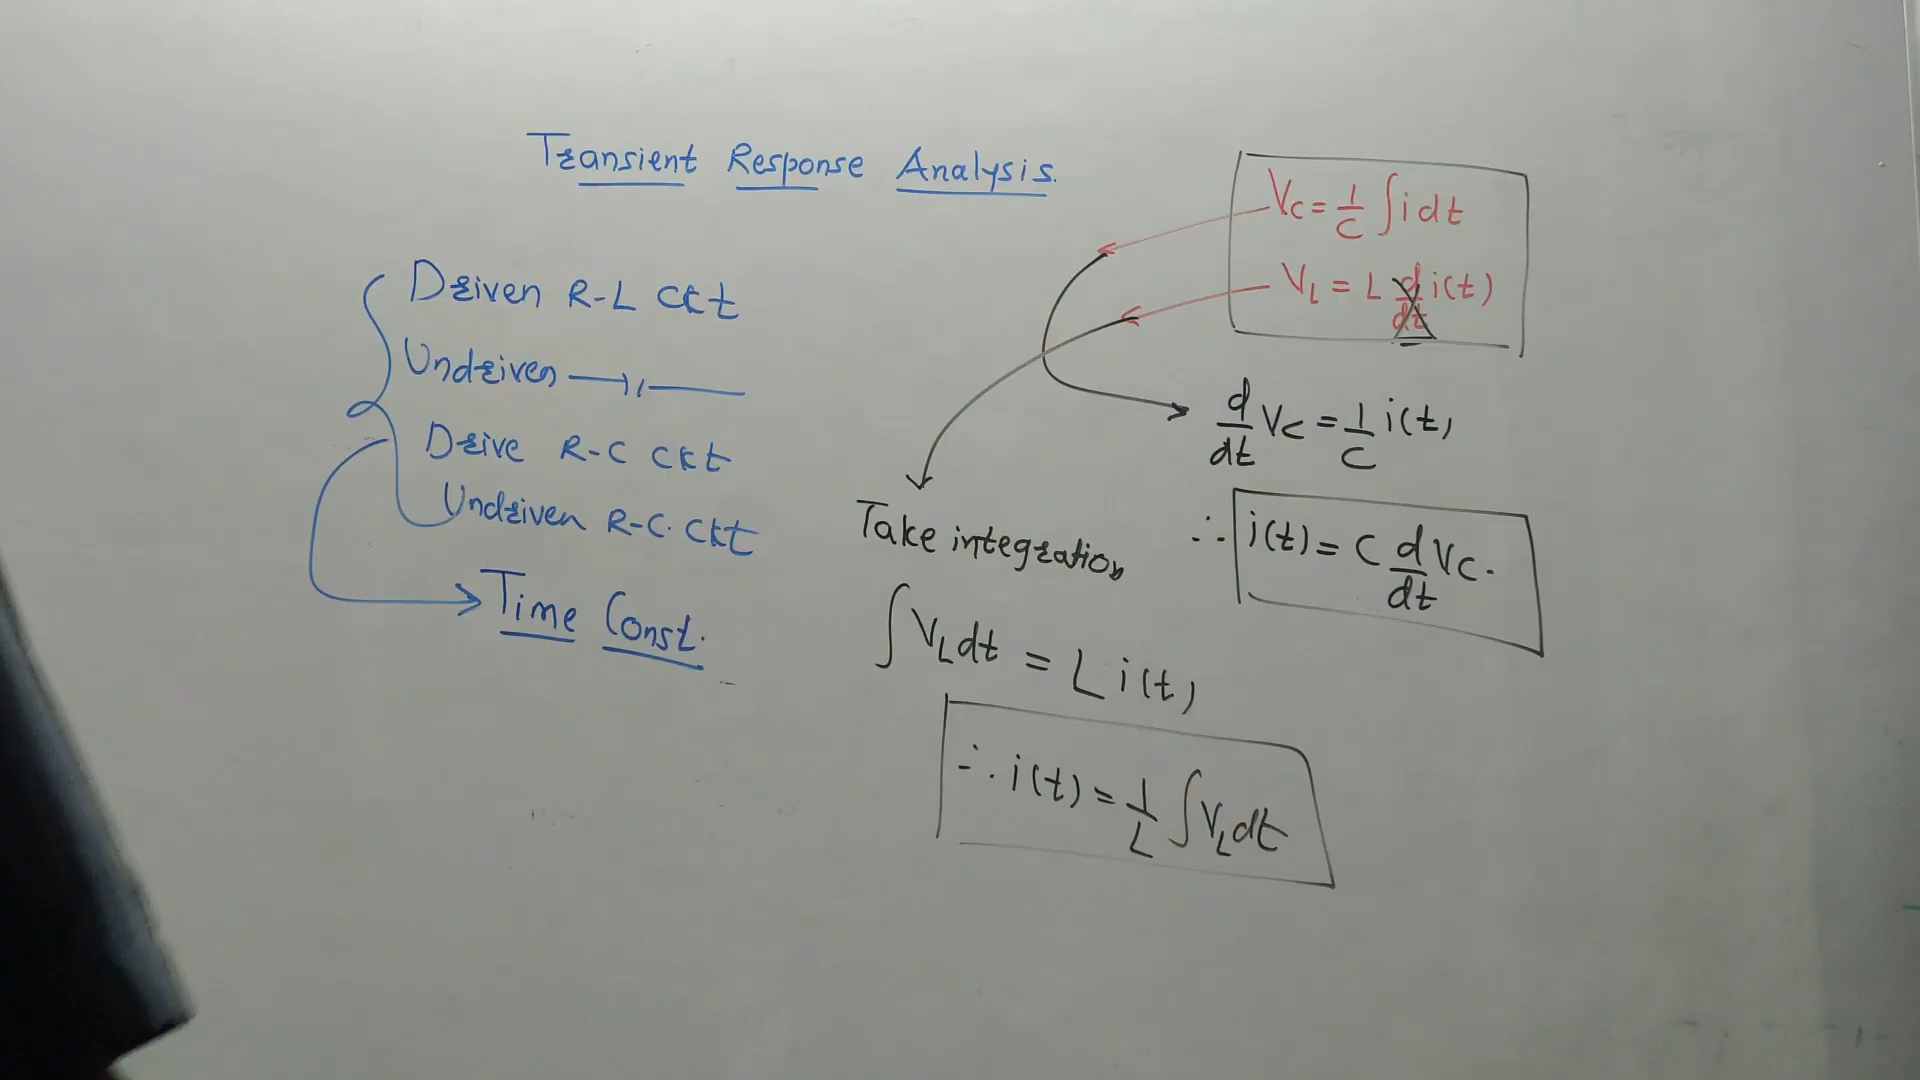 Transient Response Analysis.
Driven R-L Ckt
Undriven —〃—
Drive R-C Ckt
Undriven R-C. Ckt
Time Const.
Vc = 1/C ∫i dt
VL = L d/dt i(t)
d/dt Vc = 1/C i(t)
∴ i(t) = C d/dt Vc.
Take integration
∫VL dt = L i(t)
∴ i(t) = 1/L ∫VL dt